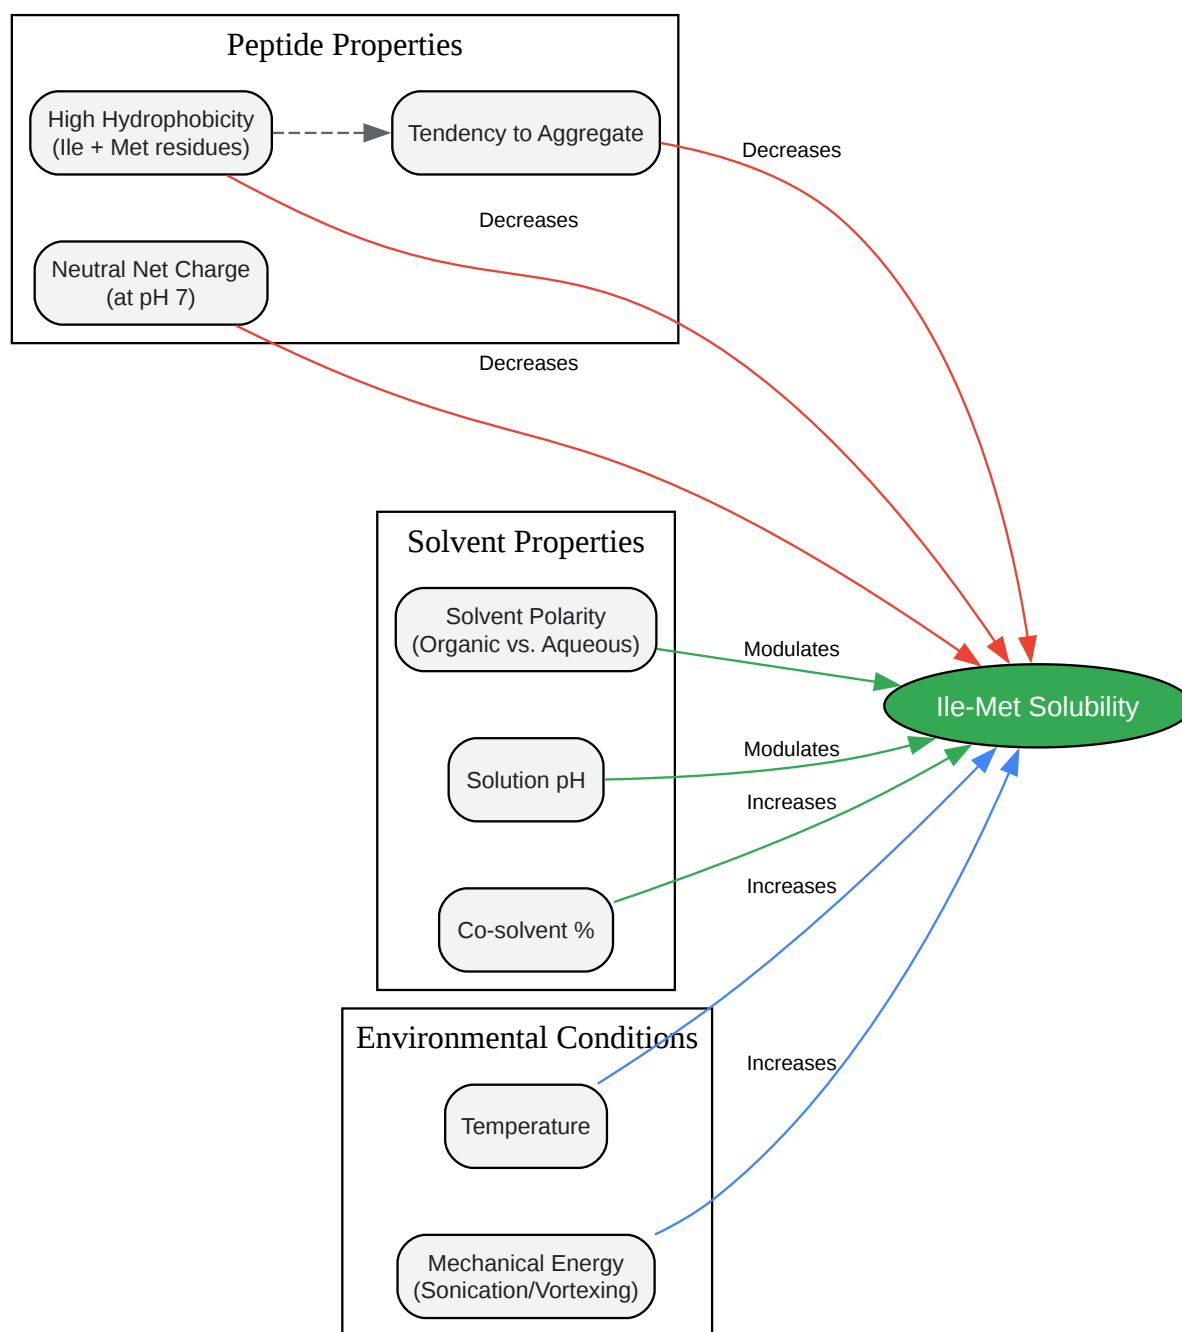 Peptide Properties
High Hydrophobicity
(Ile + Met residues)
Tendency to Aggregate
Decreases
Decreases
Neutral Net Charge
(at pH 7)
Decreases
Solvent Properties
Solvent Polarity
(Organic vs. Aqueous)
Modulates
Ile-Met Solubility
Solution pH
Modulates
Increases
Co-solvent %
Increases
Environmental Conditions
Increases
Temperature
Mechanical Energy
(Sonication/Vortexing)